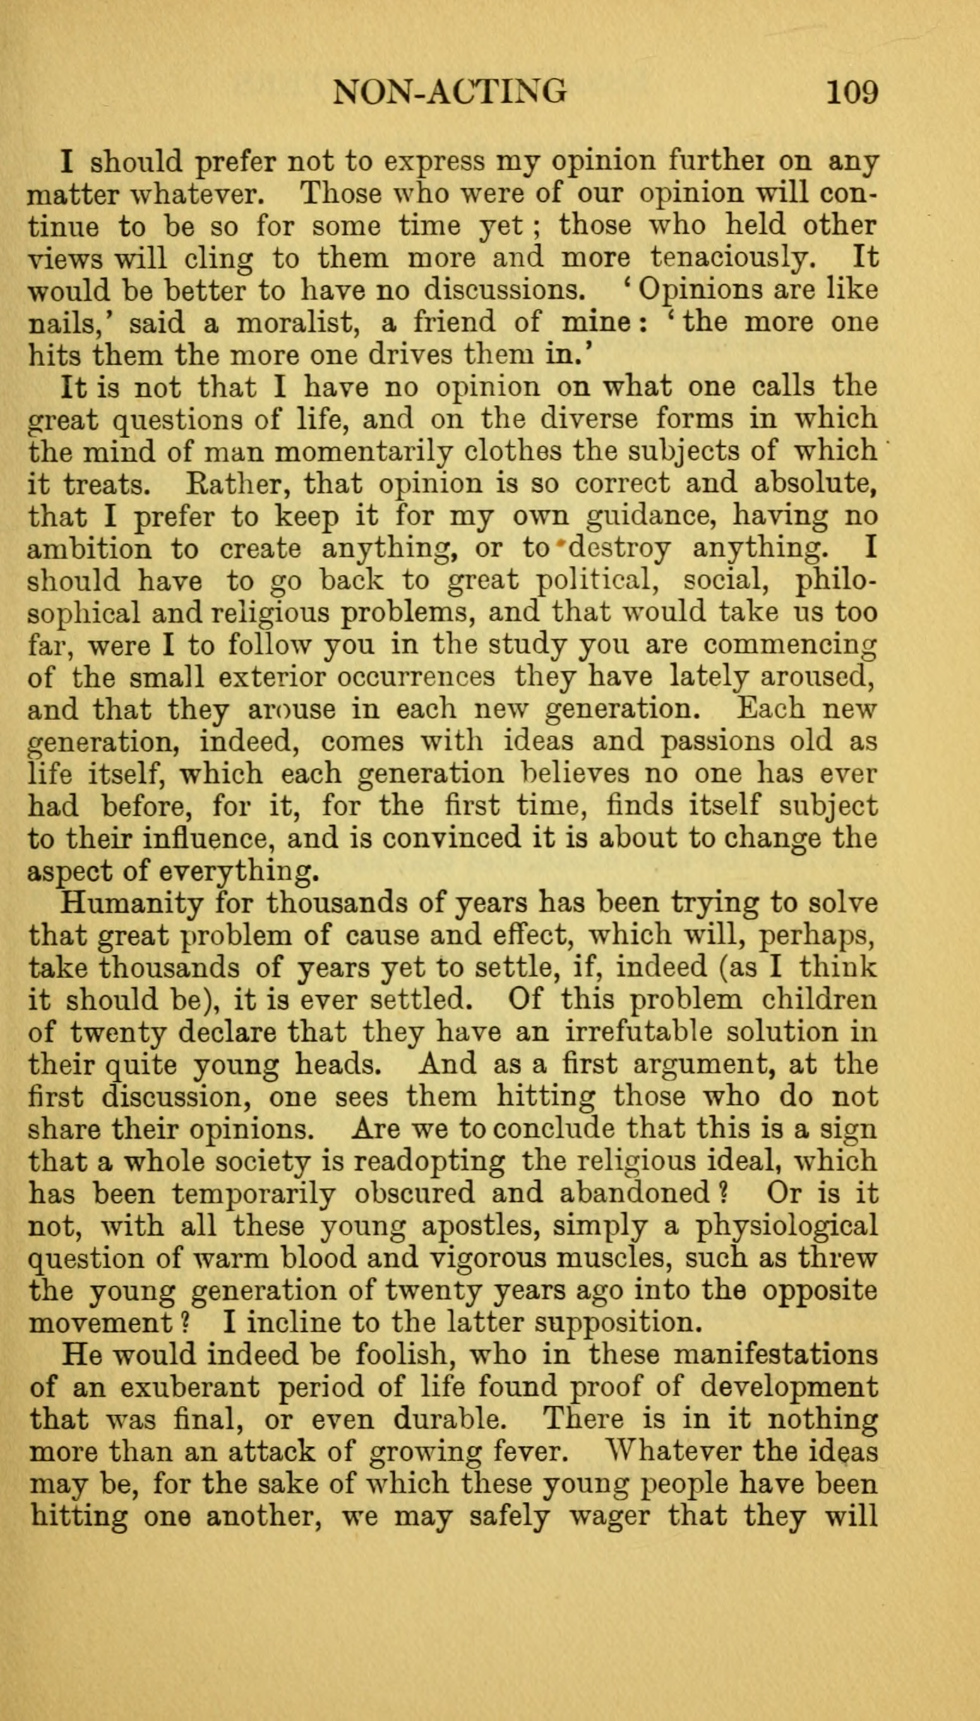 NON-ACTING 109
I should prefer not to express my opinion further on any
matter whatever. Those who were of our opinion will con-
tinue to be so for some time yet ; those who held other
views will cling to them more and more tenaciously. It
would be better to have no discussions. ‘ Opinions are like
nails,’ said a moralist, a friend of mine : ‘ the more one
hits them the more one drives them in.’
It is not that I have no opinion on what one calls the
great questions of life, and on the diverse forms in which
the mind of man momentarily clothes the subjects of which
it treats. Rather, that opinion is so correct and absolute,
that I prefer to keep it for my own guidance, having no
ambition to create anything, or to destroy anything. I
should have to go back to great political, social, philo-
sophical and religious problems, and that would take us too
far, were I to follow you in the study you are commencing
of the small exterior occurrences they have lately aroused,
and that they arouse in each new generation. Each new
generation, indeed, comes with ideas and passions old as
life itself, which each generation believes no one has ever
had before, for it, for the first time, finds itself subject
to their influence, and is convinced it is about to change the
aspect of everything.
Humanity for thousands of years has been trying to solve
that great problem of cause and effect, which will, perhaps,
take thousands of years yet to settle, if, indeed (as I think
it should be), it is ever settled. Of this problem children
of twenty declare that they have an irrefutable solution in
their quite young heads. And as a first argument, at the
first discussion, one sees them hitting those who do not
share their opinions. Are we to conclude that this is a sign
that a whole society is readopting the religious ideal, which
has been temporarily obscured and abandoned ? Or is it
not, with all these young apostles, simply a physiological
question of warm blood and vigorous muscles, such as threw
the young generation of twenty years ago into the opposite
movement ? I incline to the latter supposition.
He would indeed be foolish, who in these manifestations
of an exuberant period of life found proof of development
that was final, or even durable. There is in it nothing
more than an attack of growing fever. Whatever the ideas
may be, for the sake of which these young people have been
hitting one another, we may safely wager that they will